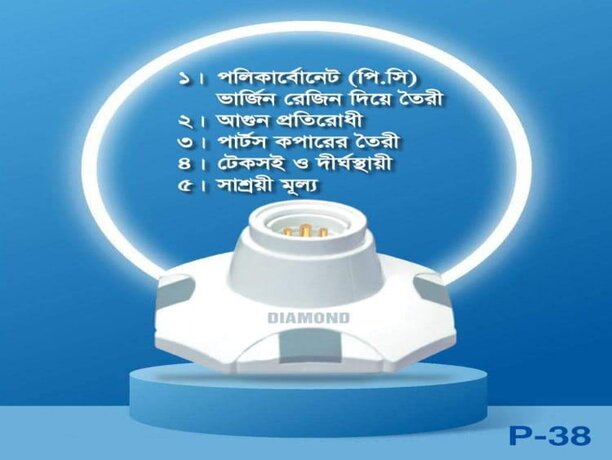 ১। পলিকার্বোনেট (পি.সি)
ভার্জিন রেজিন দিয়ে তৈরী
২। আগুন প্রতিরোধী
৩। পার্টস কপারের তৈরী
৪। টেকসই ও দীর্ঘস্থায়ী
৫। সাশ্রয়ী মূল্য
DIAMOND
P-38